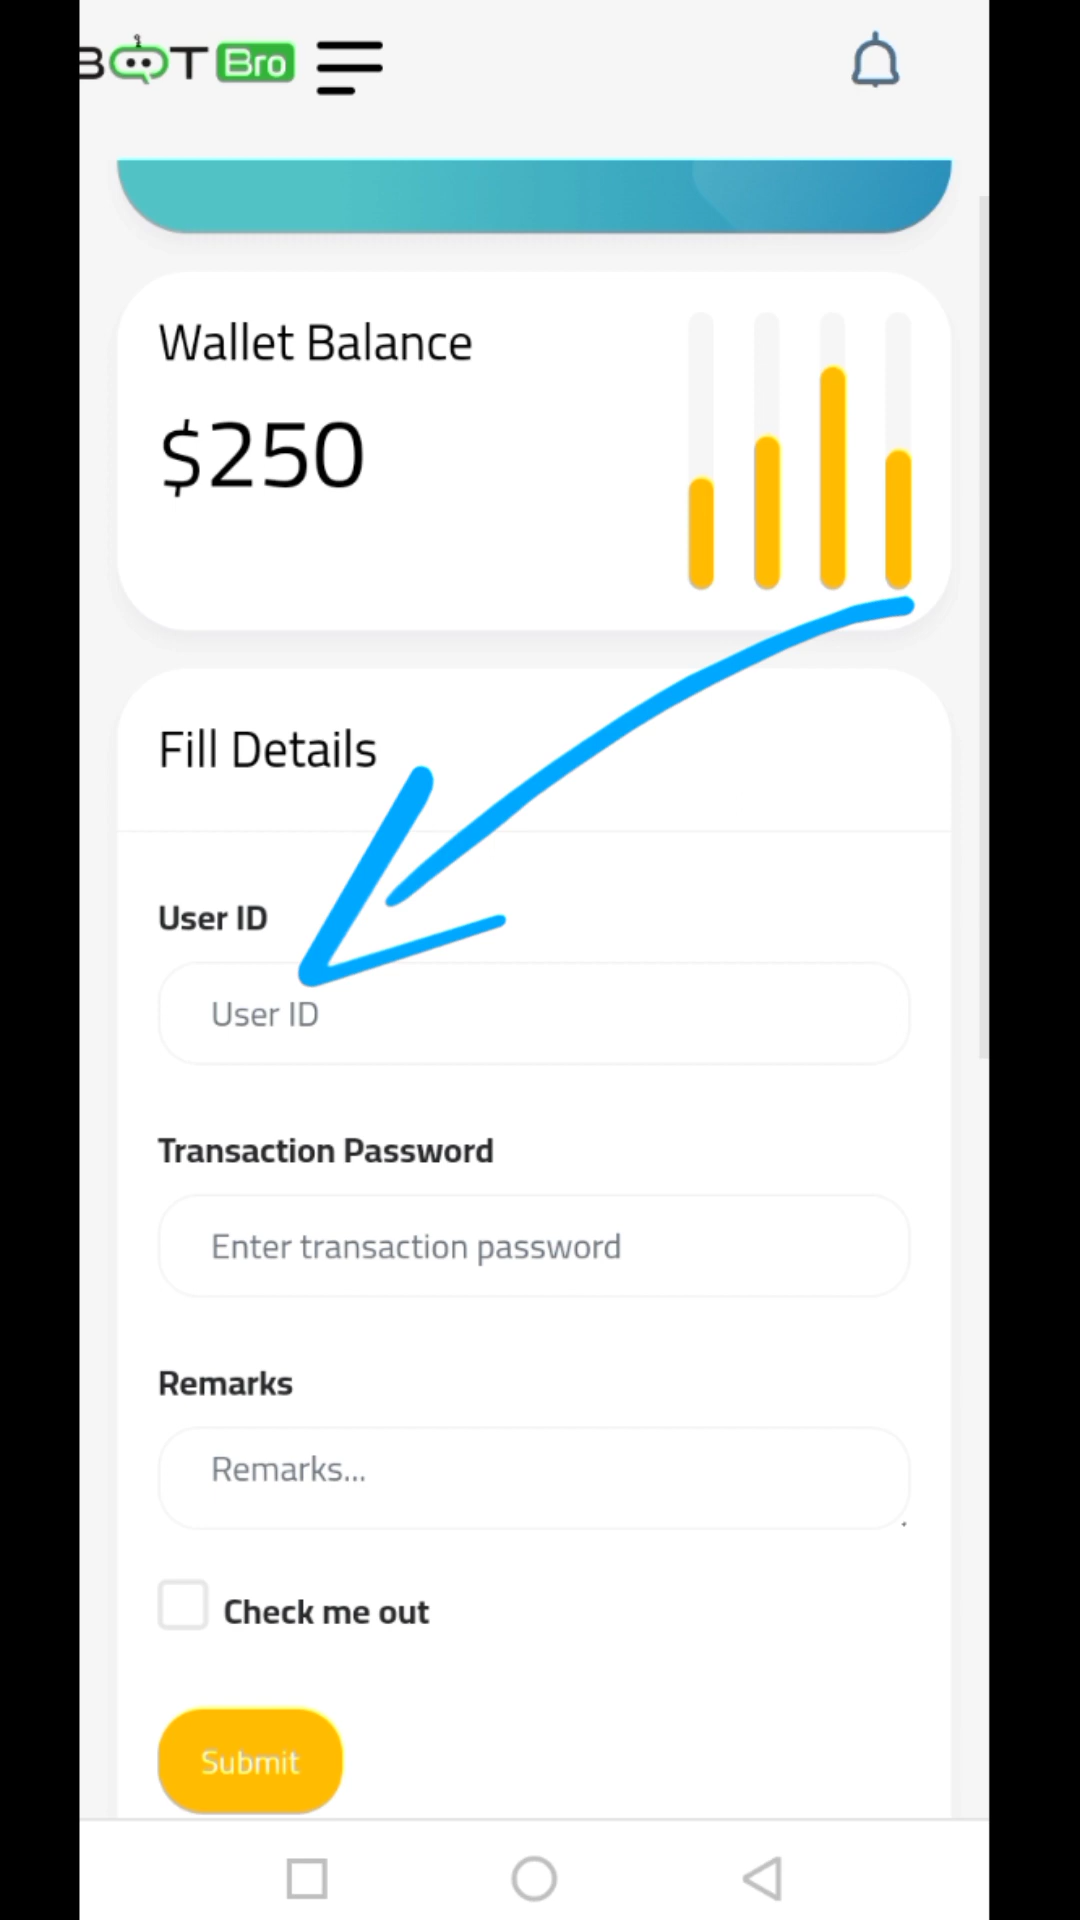 BOT Bro
Wallet Balance
$250
Fill Details
User ID
User ID
Transaction Password
Enter transaction password
Remarks
Remarks...
Check me out
Submit